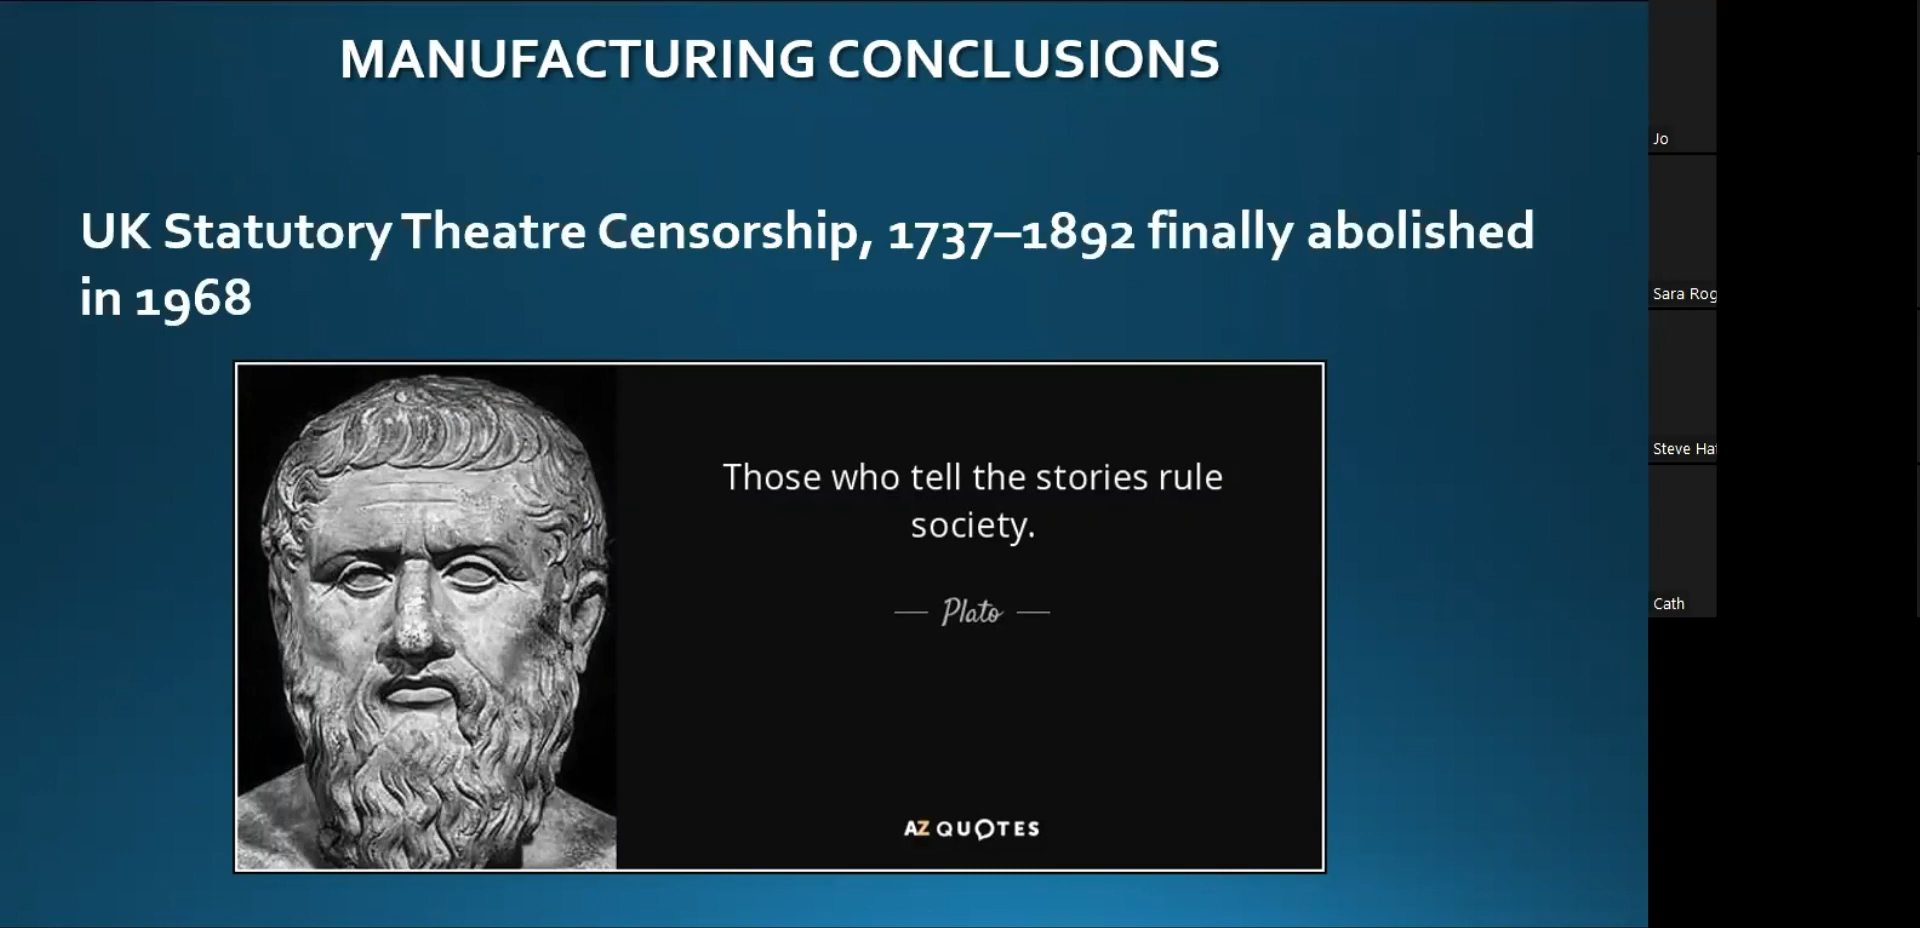 MANUFACTURING CONCLUSIONS
UK Statutory Theatre Censorship, 1737–1892 finally abolished
in 1968
Those who tell the stories rule
society.
— Plato —
AZ QUOTES
Jo
Sara Rog
Steve Ha
Cath